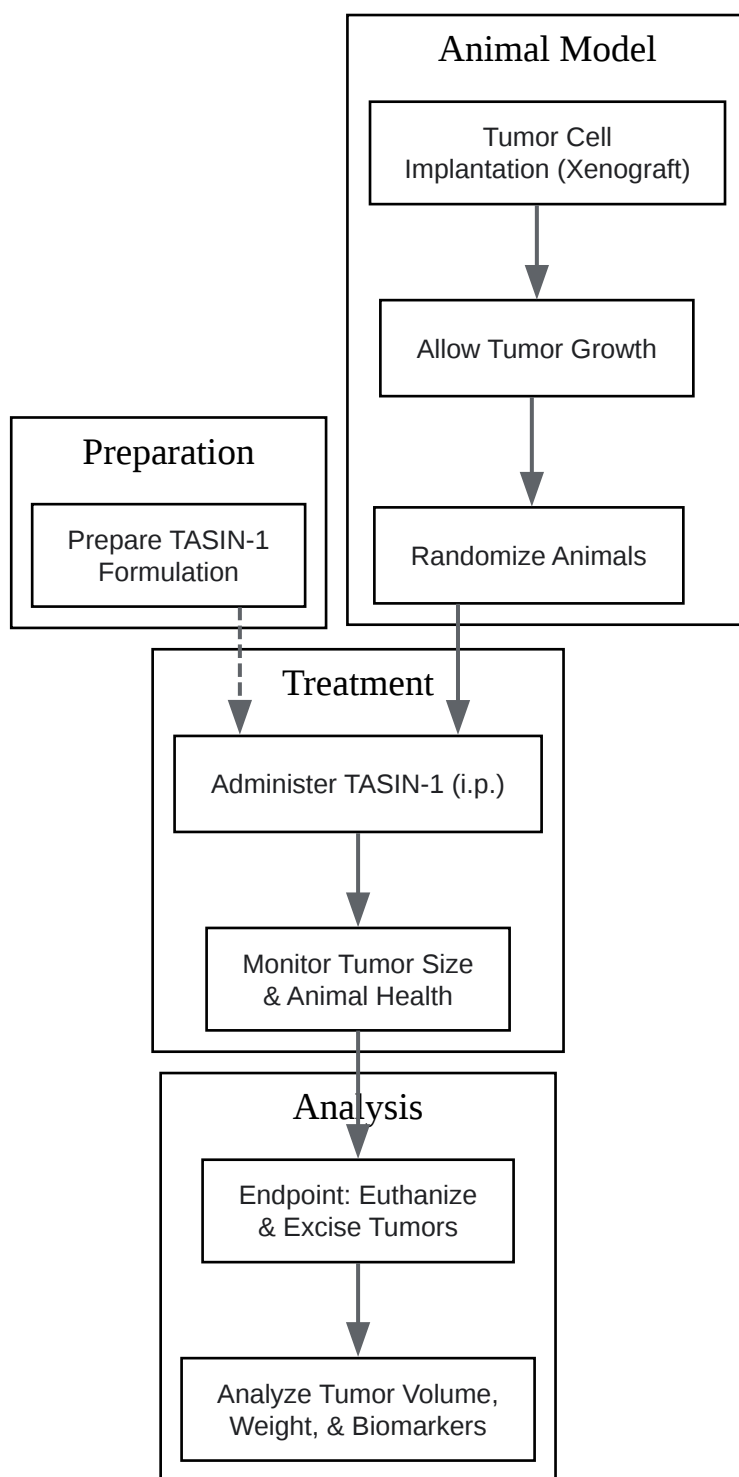 Animal Model
Tumor Cell
Implantation (Xenograft)
Allow Tumor Growth
Preparation
Prepare TASIN-1
Formulation
Randomize Animals
Treatment
Administer TASIN-1 (i.p.)
Monitor Tumor Size
& Animal Health
Analysis
Endpoint: Euthanize
& Excise Tumors
Analyze Tumor Volume,
Weight, & Biomarkers